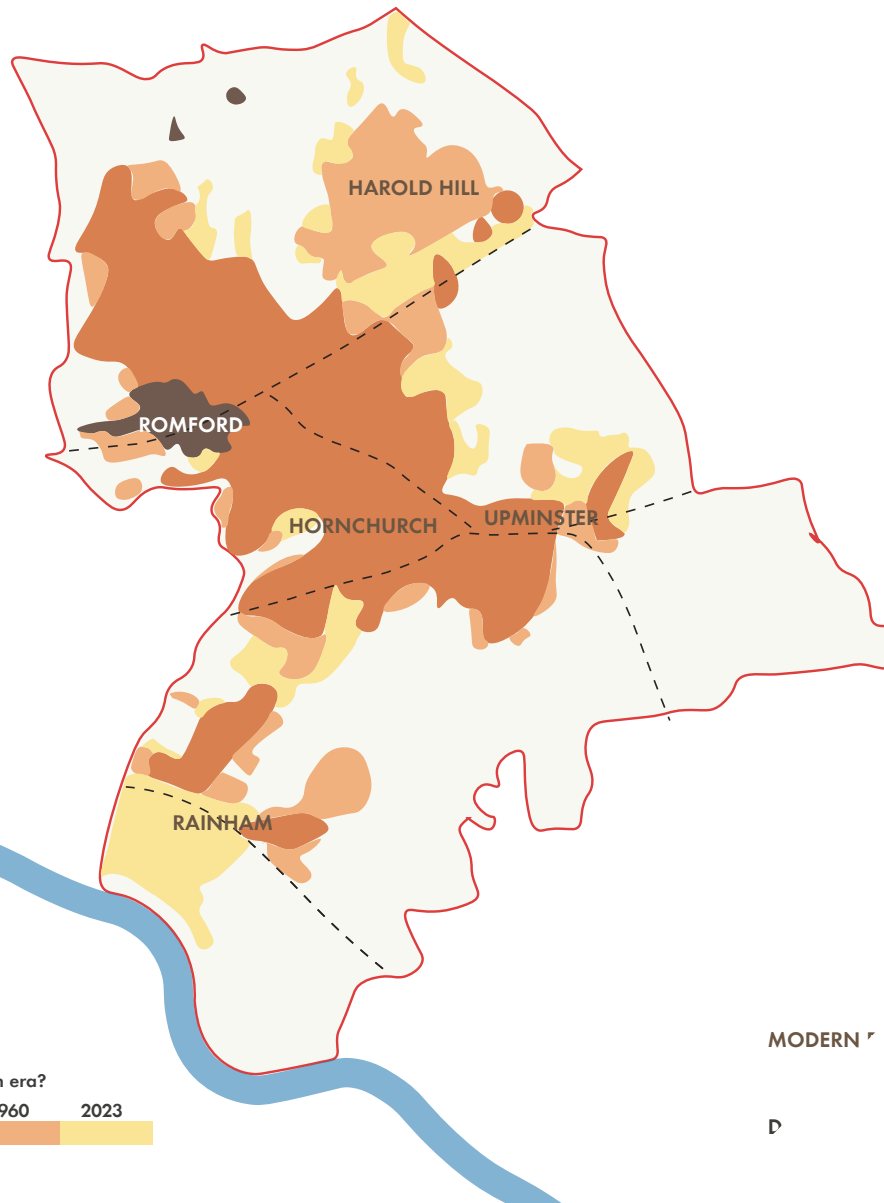 HAROLD HILL
ROMFORD
HORNCHURCH
UPMINSTER
RAINHAM
MODERN
era?
960 2023